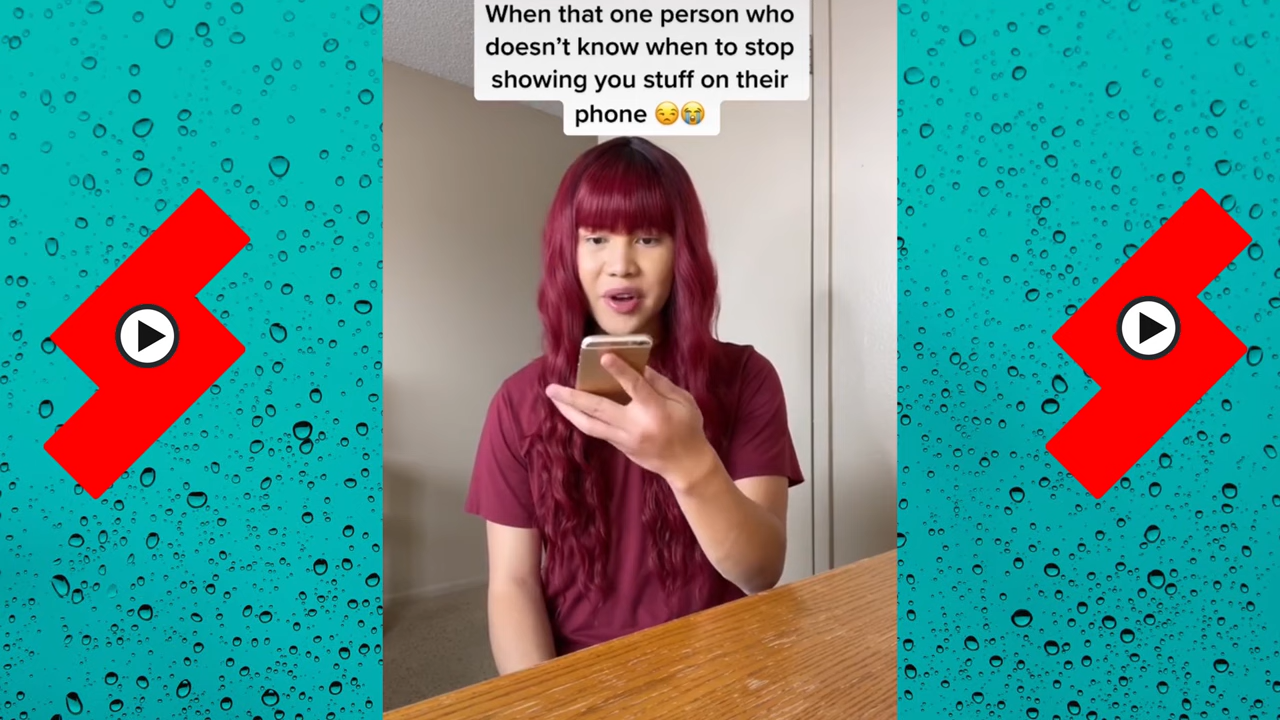 When that one person who
doesn’t know when to stop
showing you stuff on their
phone 😒😭